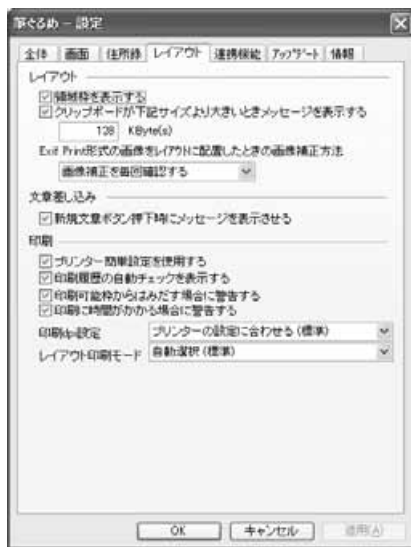 筆ぐるめ - 設定
全体 画面 住所録 レイアウト 連携機能 アップデート 情報
レイアウト
領域枠を表示する
クリップボードが下記サイズより大きいときメッセージを表示する
128 KByte(s)
Exif Print形式の画像をレイアウトに配置したときの画像補正方法
画像補正を毎回確認する
文章差し込み
新規文章ボタン押下時にメッセージを表示させる
印刷
プリンター簡単設定を使用する
印刷履歴の自動チェックを表示する
印刷可能枠からはみだす場合に警告する
印刷に時間がかかる場合に警告する
印刷dpi設定 プリンターの設定に合わせる(標準)
レイアウト印刷モード 自動選択(標準)
OK キャンセル 適用(A)